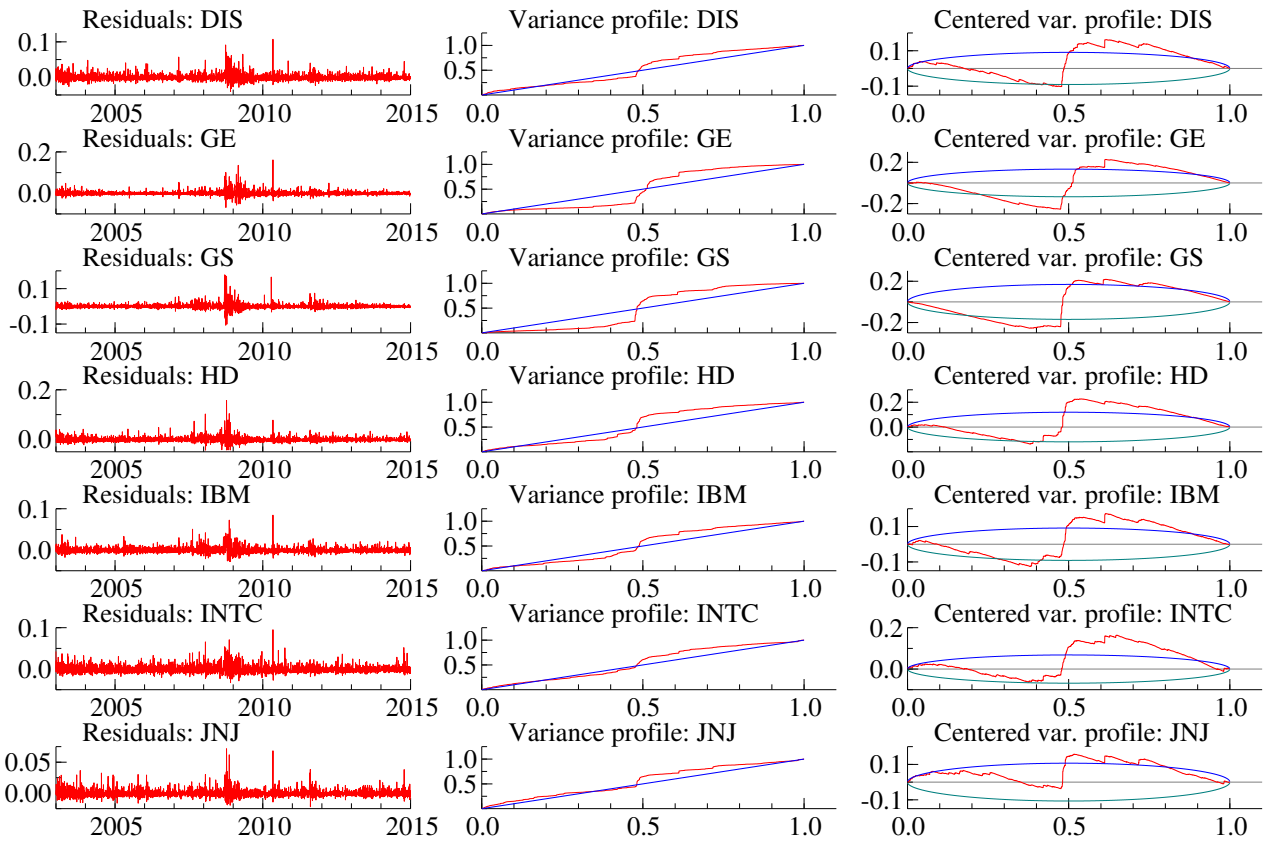 Residuals: DIS
0.1
0.0
2005 2010 2015
Variance profile: DIS
1.0
0.5
0.0 0.5 1.0
Centered var. profile: DIS
0.1
-0.1
0.0 0.5 1.0
Residuals: GE
0.2
0.0
2005 2010 2015
Variance profile: GE
1.0
0.5
0.0 0.5 1.0
Centered var. profile: GE
0.2
-0.2
0.0 0.5 1.0
Residuals: GS
0.1
-0.1
2005 2010 2015
Variance profile: GS
1.0
0.5
0.0 0.5 1.0
Centered var. profile: GS
0.2
-0.2
0.0 0.5 1.0
Residuals: HD
0.2
0.0
2005 2010 2015
Variance profile: HD
1.0
0.5
0.0 0.5 1.0
Centered var. profile: HD
0.2
0.0
0.0 0.5 1.0
Residuals: IBM
0.1
0.0
2005 2010 2015
Variance profile: IBM
1.0
0.5
0.0 0.5 1.0
Centered var. profile: IBM
0.1
-0.1
0.0 0.5 1.0
Residuals: INTC
0.1
0.0
2005 2010 2015
Variance profile: INTC
1.0
0.5
0.0 0.5 1.0
Centered var. profile: INTC
0.2
0.0
0.0 0.5 1.0
Residuals: JNJ
0.05
0.00
2005 2010 2015
Variance profile: JNJ
1.0
0.5
0.0 0.5 1.0
Centered var. profile: JNJ
0.1
-0.1
0.0 0.5 1.0